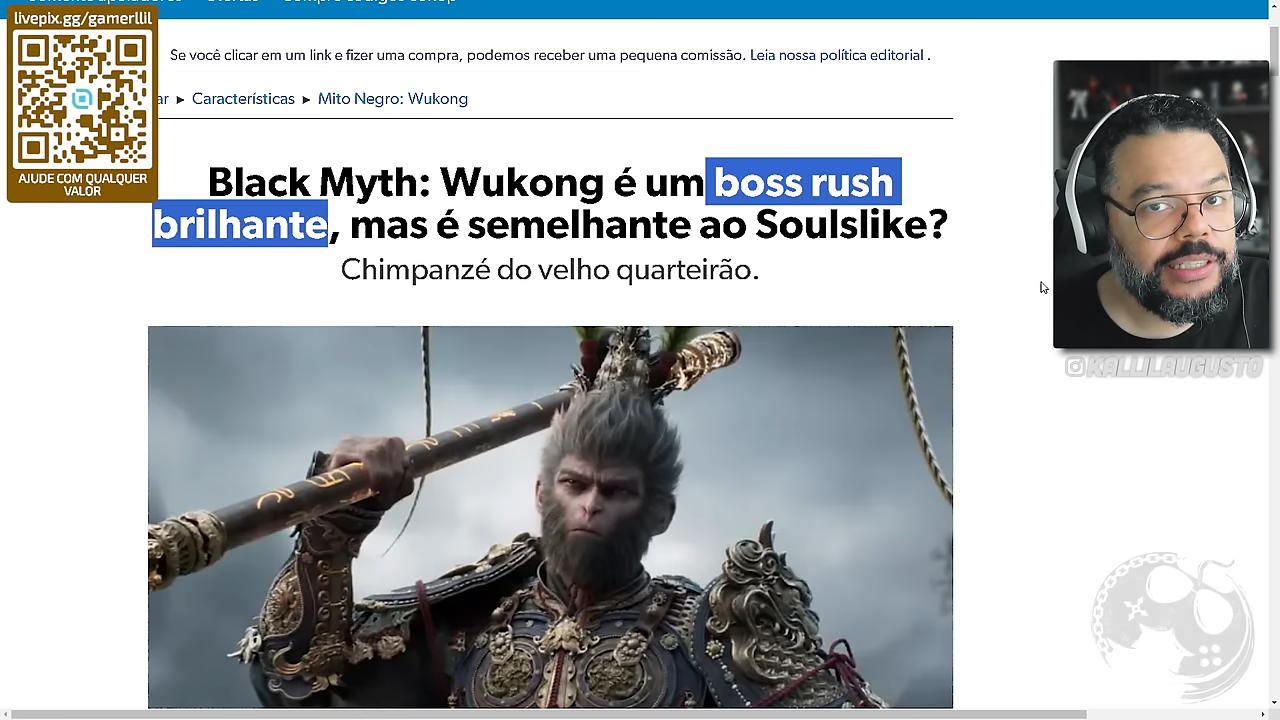 livepix.gg/gamerllil
AJUDE COM QUALQUER
VALOR
Se você clicar em um link e fizer uma compra, podemos receber uma pequena comissão. Leia nossa política editorial .
ar ▸ Características ▸ Mito Negro: Wukong
Black Myth: Wukong é um boss rush
brilhante, mas é semelhante ao Soulslike?
Chimpanzé do velho quarteirão.
@KALLILAUGUSTO